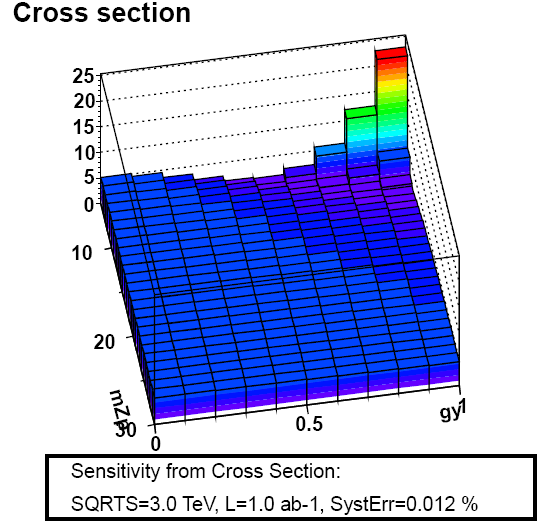 Cross section
25
20
15
10
5
0
10
20
30
mZp
0
0.5
1
gy
Sensitivity from Cross Section:
SQRTS=3.0 TeV, L=1.0 ab-1, SystErr=0.012 %